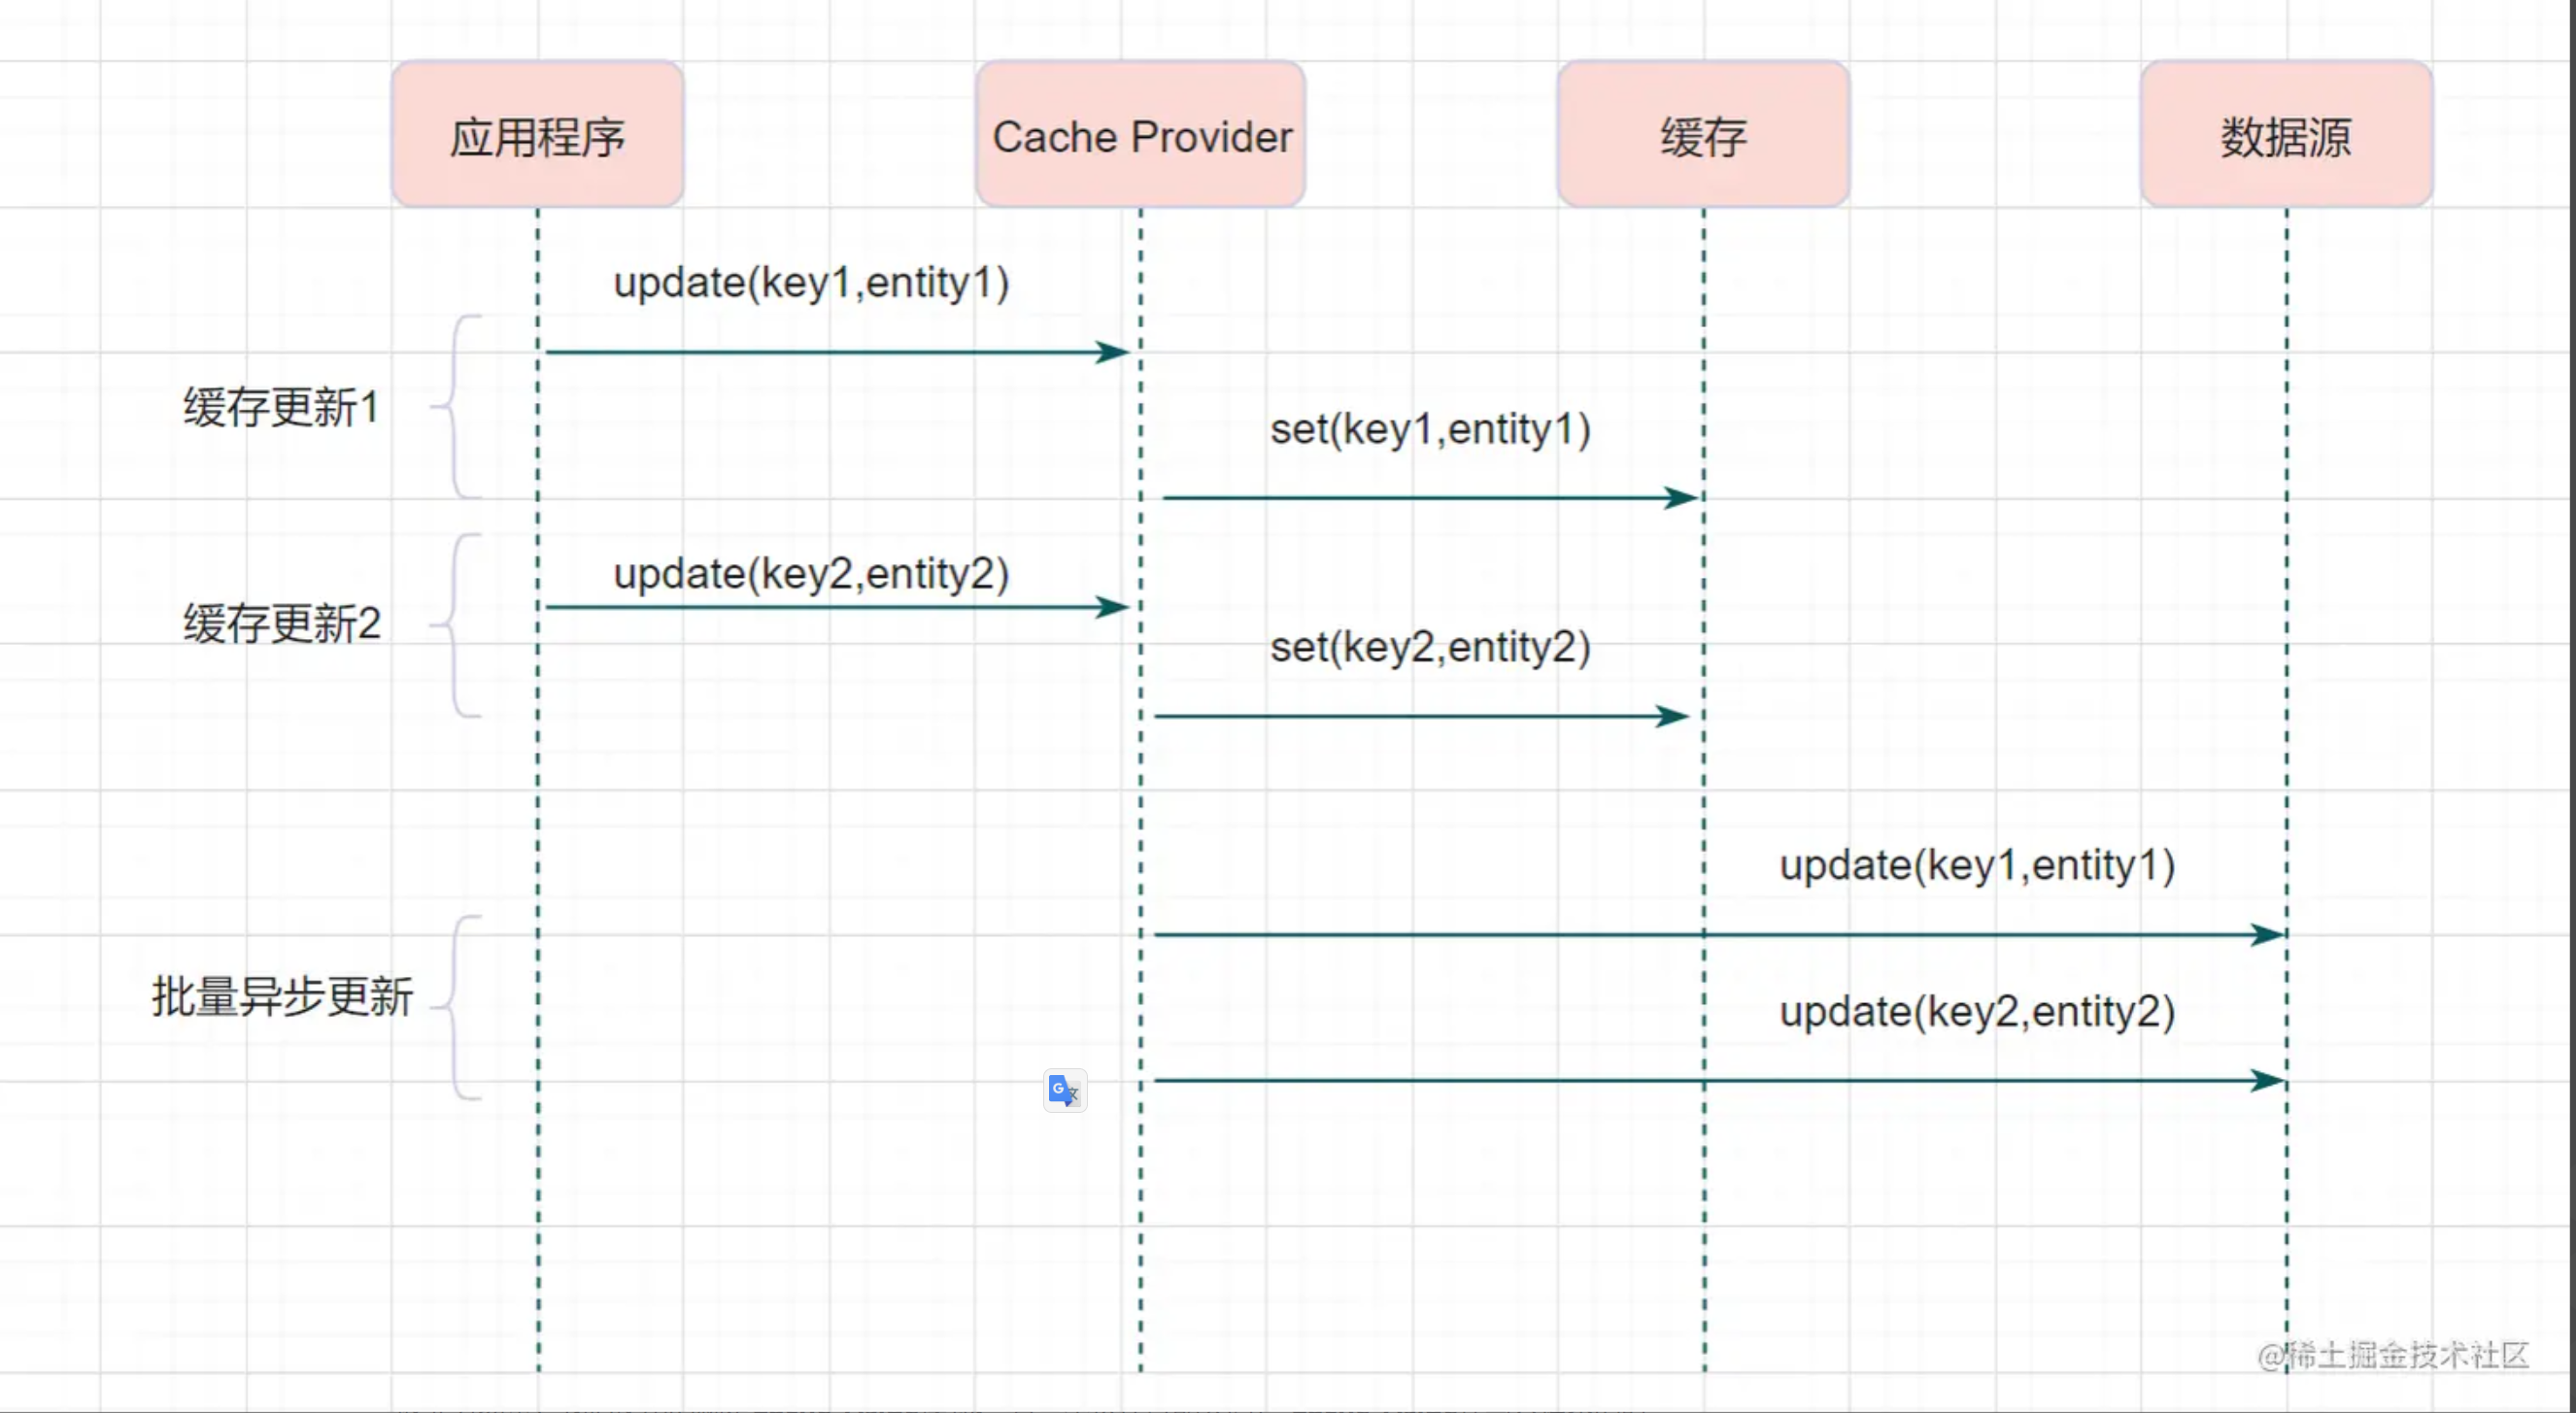 应用程序
Cache Provider
缓存
数据源
update(key1,entity1)
缓存更新1
set(key1,entity1)
update(key2,entity2)
缓存更新2
set(key2,entity2)
update(key1,entity1)
批量异步更新
update(key2,entity2)
G文
@稀土掘金技术社区